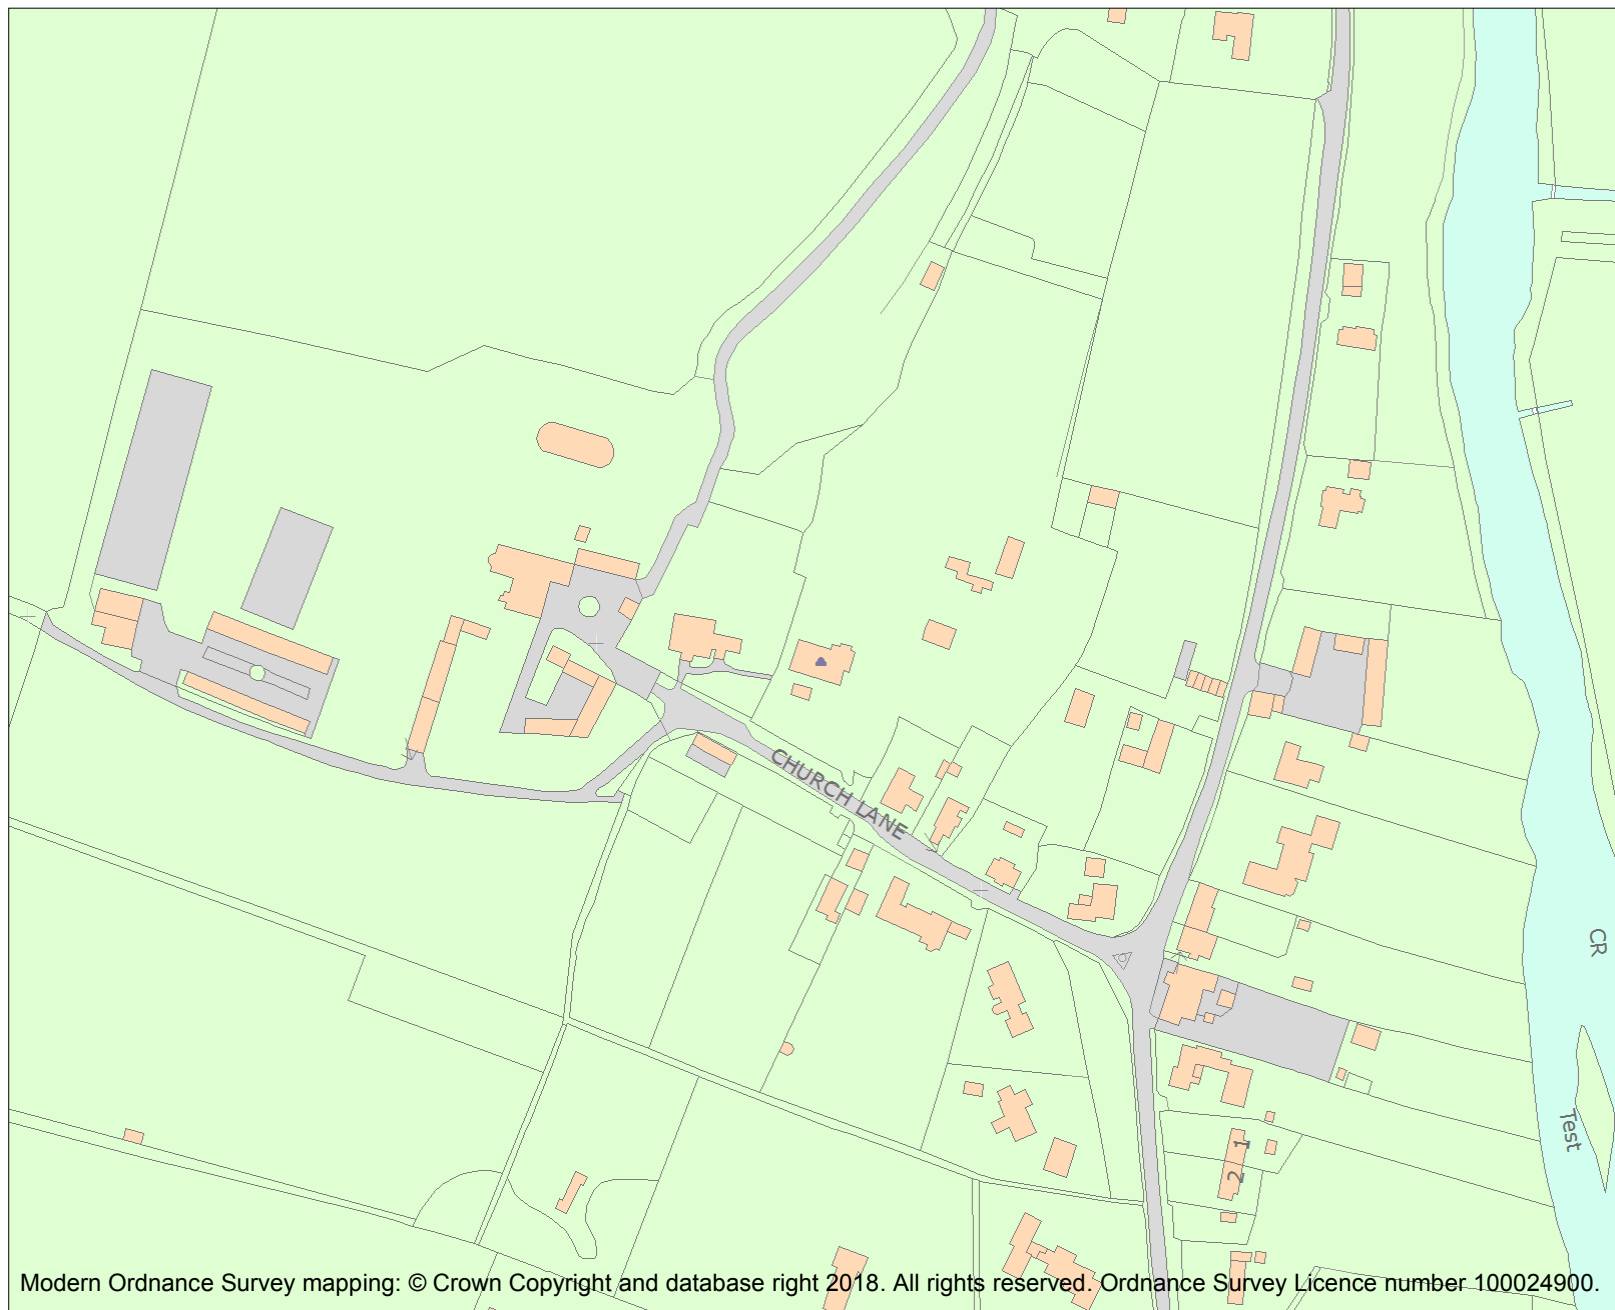 CHURCH LANE
CR
Test
1
2
Modern Ordnance Survey mapping: © Crown Copyright and database right 2018. All rights reserved. Ordnance Survey Licence number 100024900.